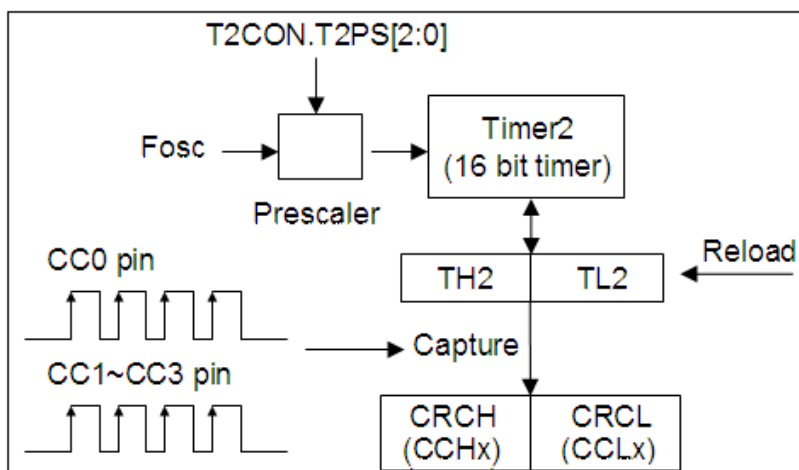 T2CON.T2PS[2:0]
Fosc
Prescaler
Timer2
(16 bit timer)
TH2
TL2
Reload
CC0 pin
Capture
CC1~CC3 pin
CRCH
(CCHx)
CRCL
(CCLx)